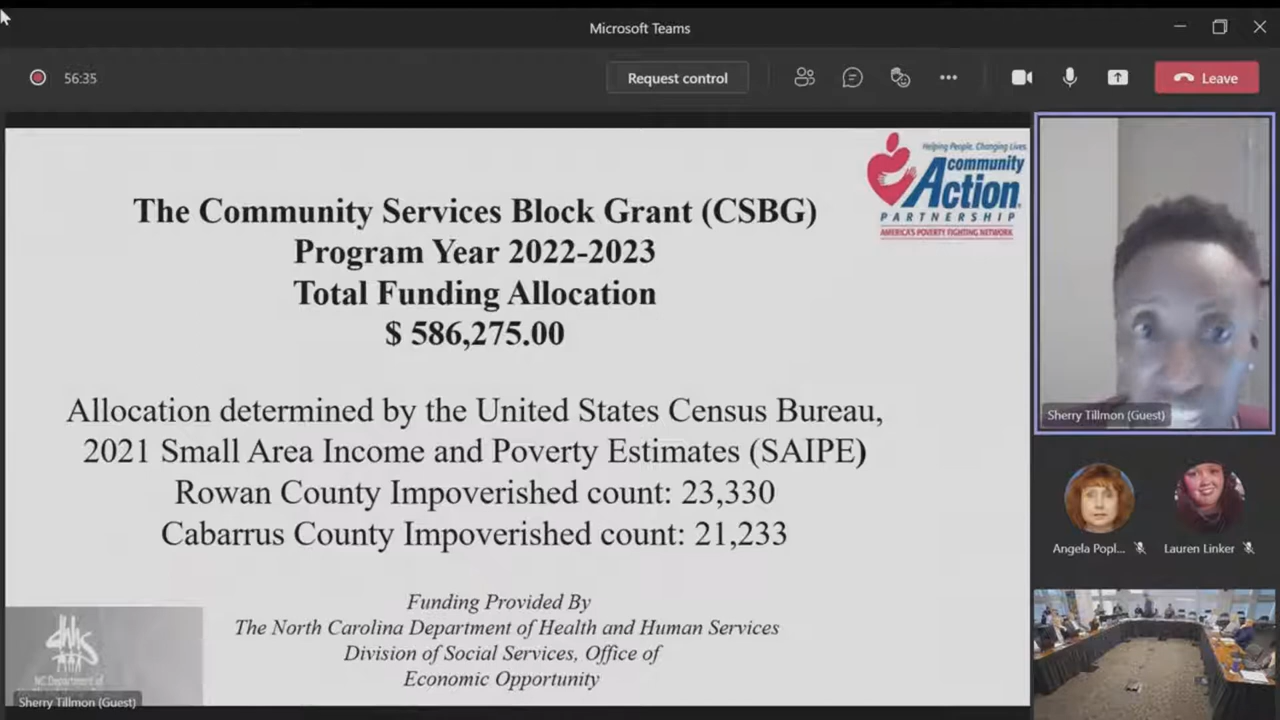 Microsoft Teams
56:35
Request control
Leave
Helping People. Changing Lives.
community
Action
PARTNERSHIP
AMERICA'S POVERTY FIGHTING NETWORK
The Community Services Block Grant (CSBG)
Program Year 2022-2023
Total Funding Allocation
$ 586,275.00
Allocation determined by the United States Census Bureau,
2021 Small Area Income and Poverty Estimates (SAIPE)
Rowan County Impoverished count: 23,330
Cabarrus County Impoverished count: 21,233
Funding Provided By
The North Carolina Department of Health and Human Services
Division of Social Services, Office of
Economic Opportunity
NC Department of
Sherry Tillmon (Guest)
Sherry Tillmon (Guest)
Angela Popl...
Lauren Linker